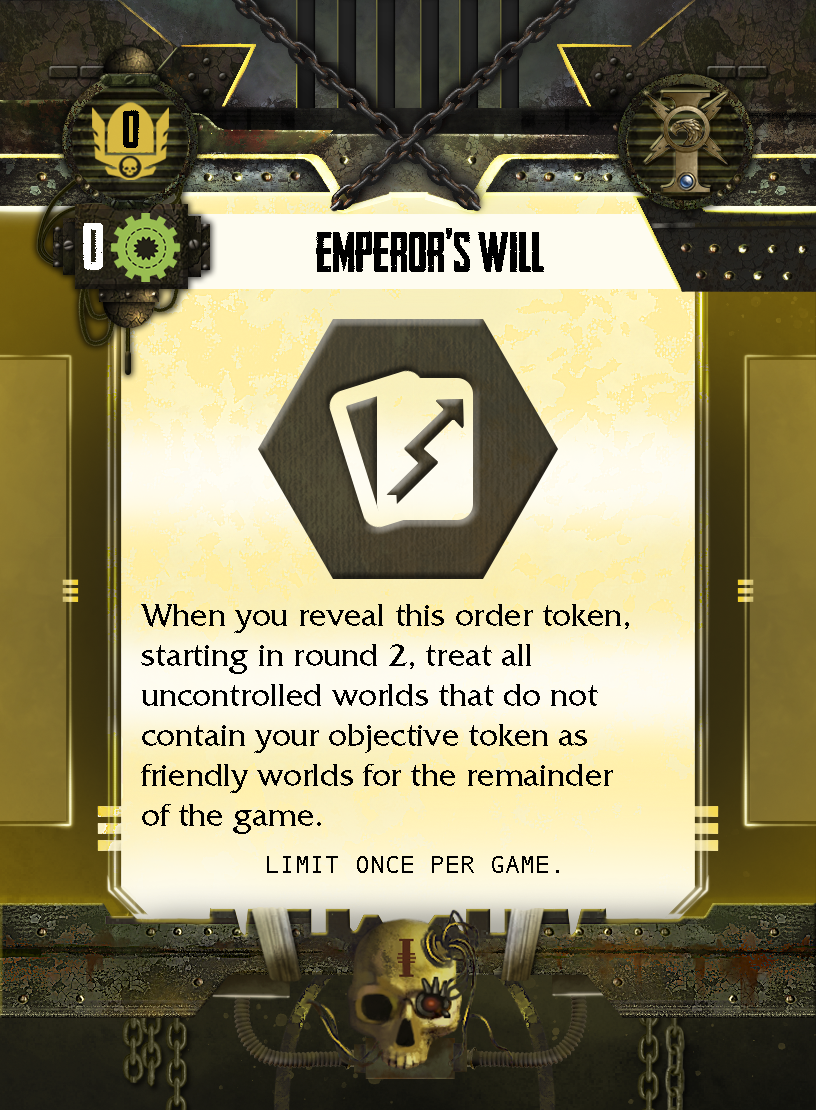 0
0
EMPEROR'S WILL
When you reveal this order token,
starting in round 2, treat all
uncontrolled worlds that do not
contain your objective token as
friendly worlds for the remainder
of the game.
LIMIT ONCE PER GAME.
I